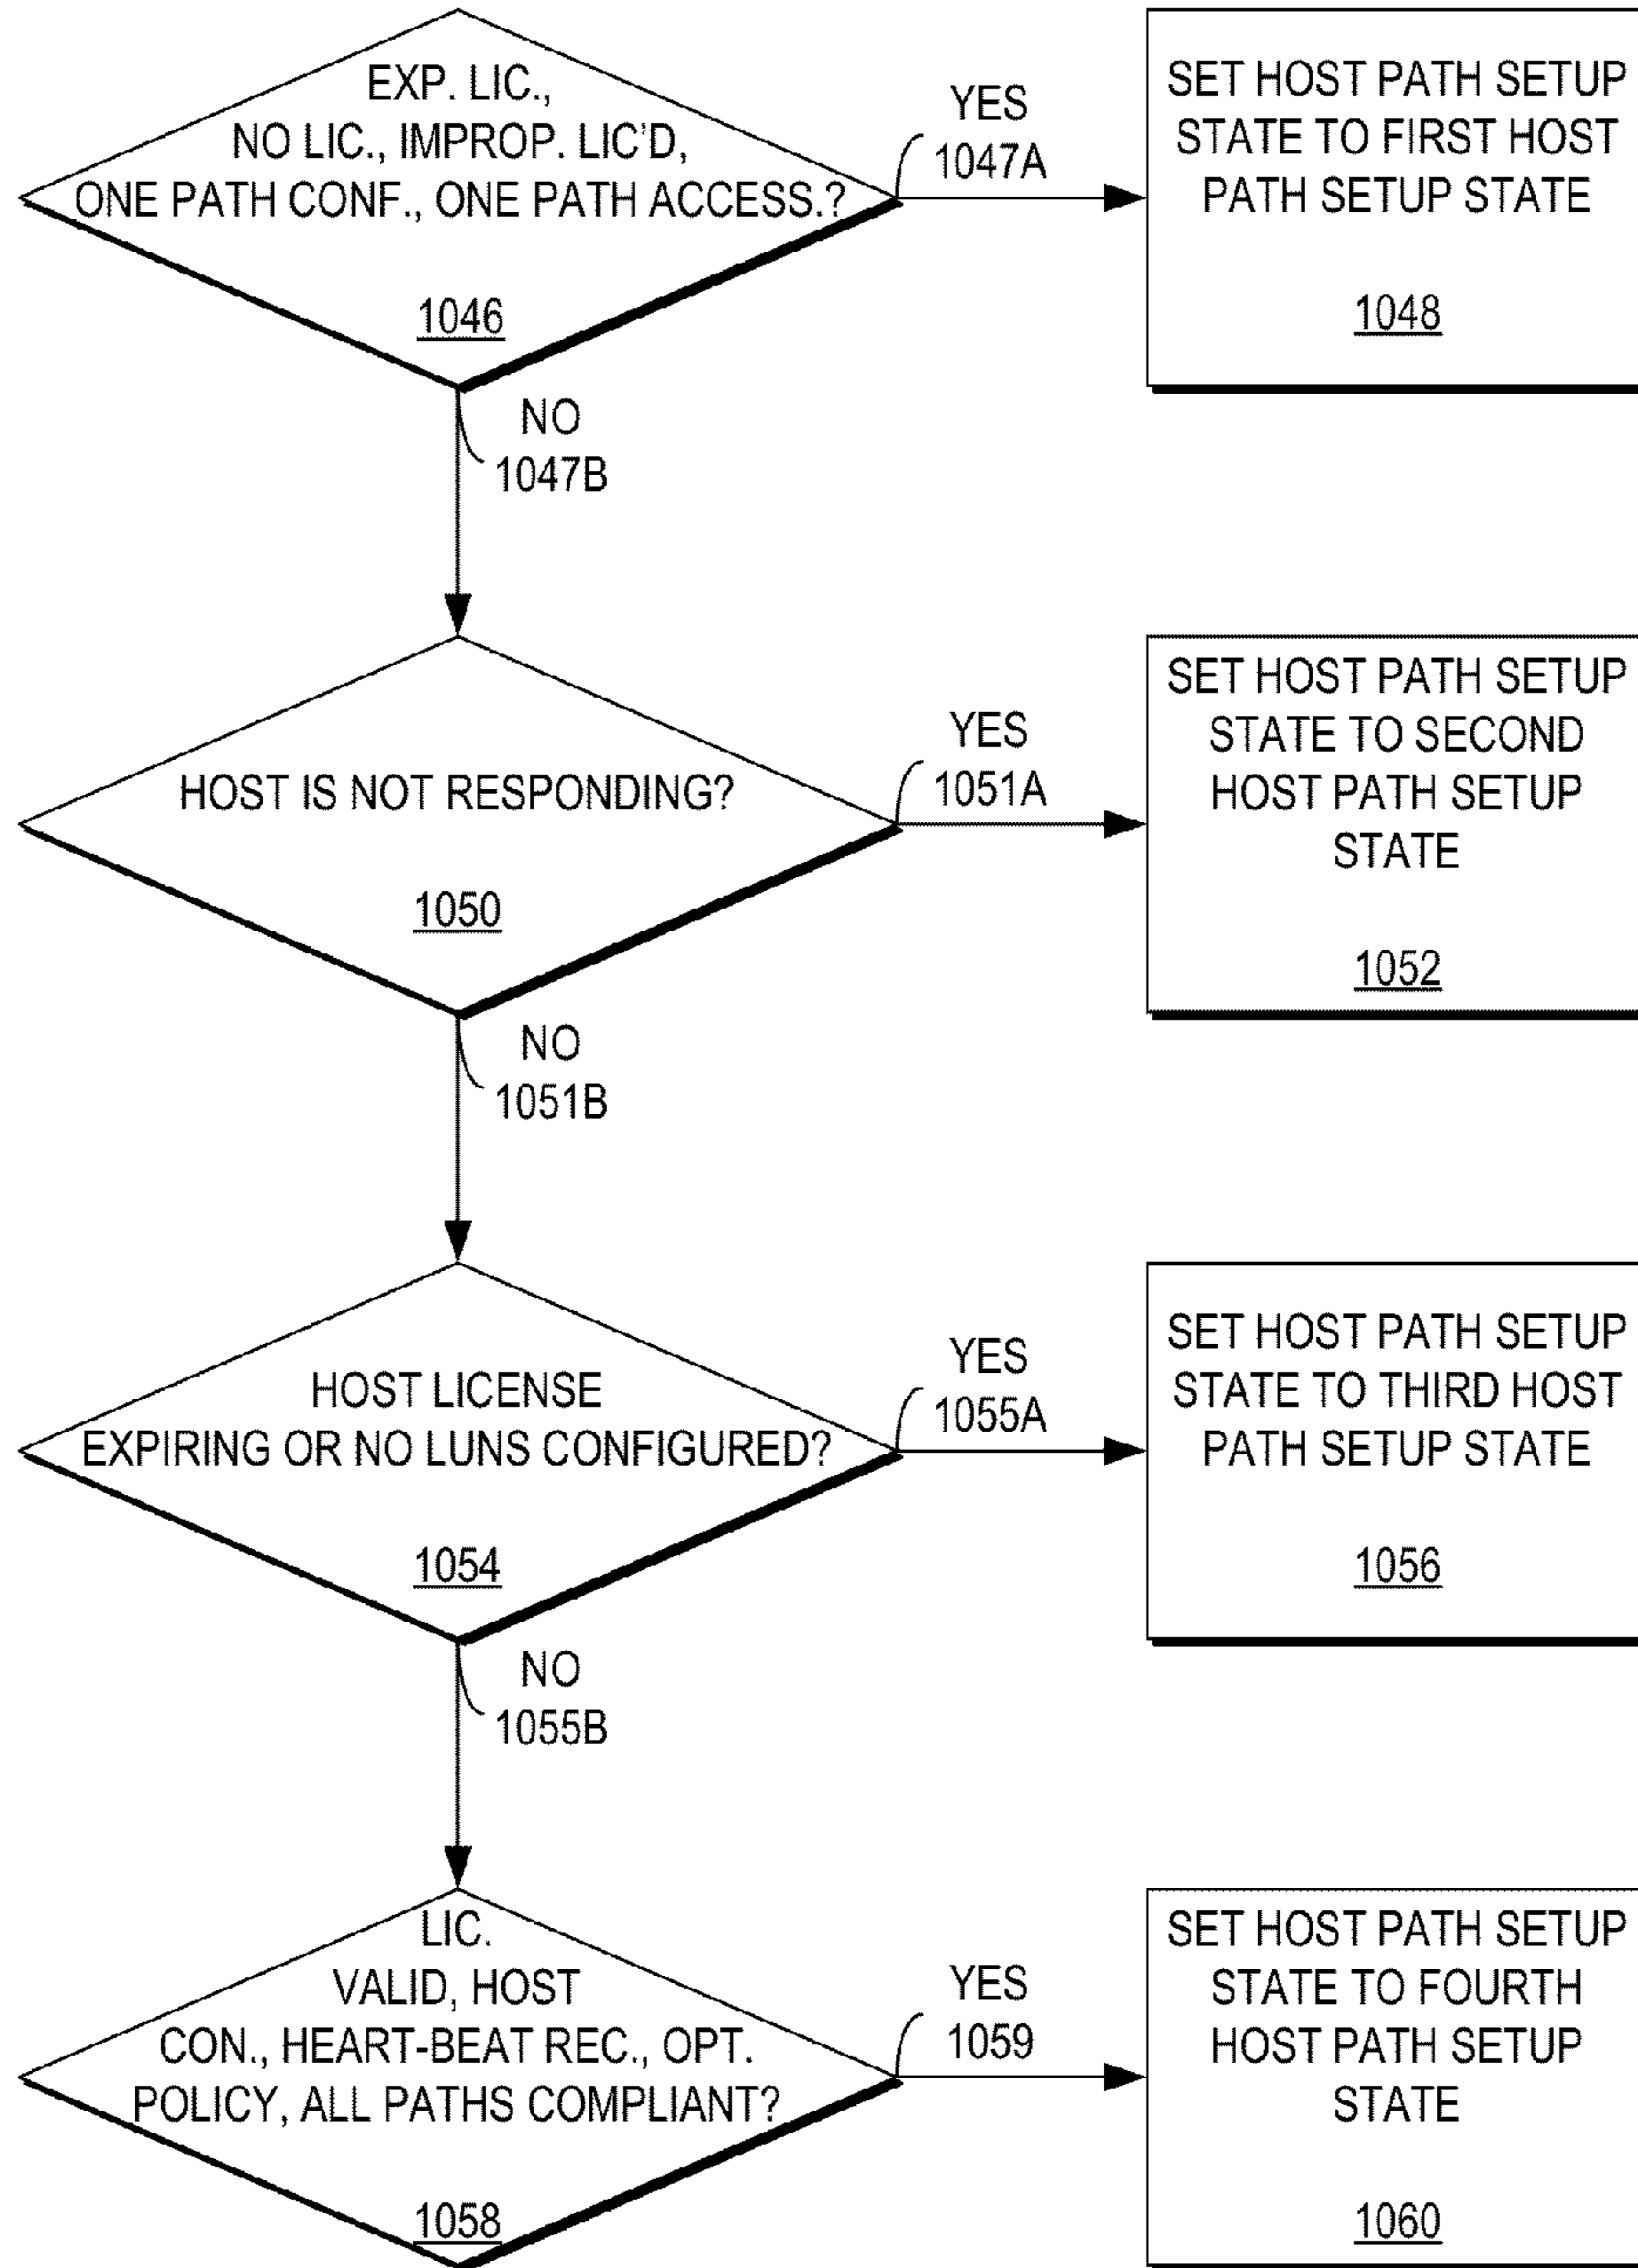 EXP. LIC.,
NO LIC., IMPROP. LIC'D,
ONE PATH CONF., ONE PATH ACCESS.?
1046
YES
1047A
SET HOST PATH SETUP
STATE TO FIRST HOST
PATH SETUP STATE
1048
NO
1047B
HOST IS NOT RESPONDING?
1050
YES
1051A
SET HOST PATH SETUP
STATE TO SECOND
HOST PATH SETUP
STATE
1052
NO
1051B
HOST LICENSE
EXPIRING OR NO LUNS CONFIGURED?
1054
YES
1055A
SET HOST PATH SETUP
STATE TO THIRD HOST
PATH SETUP STATE
1056
NO
1055B
LIC.
VALID, HOST
CON., HEART-BEAT REC., OPT.
POLICY, ALL PATHS COMPLIANT?
1058
YES
1059
SET HOST PATH SETUP
STATE TO FOURTH
HOST PATH SETUP
STATE
1060